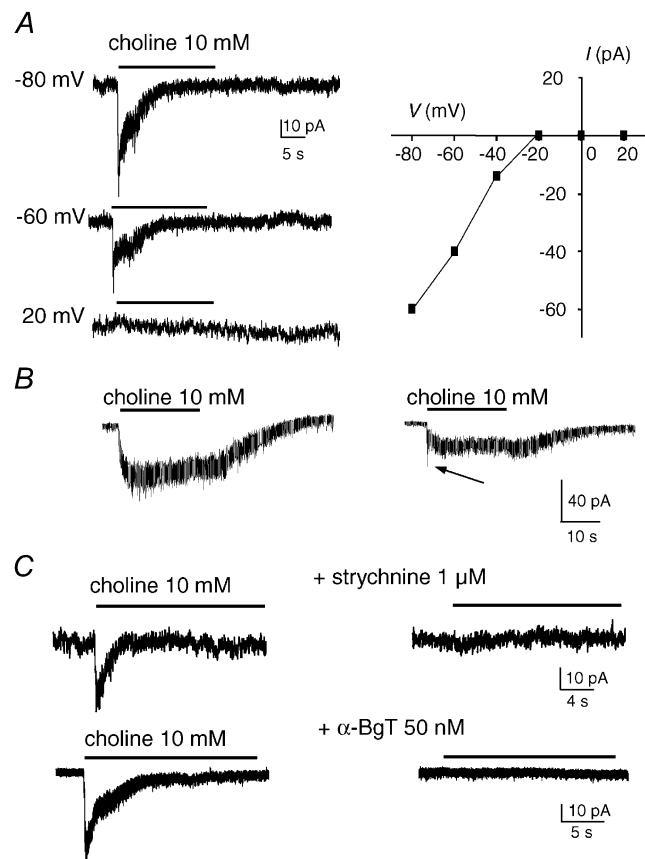 A
choline 10 mM
-80 mV
10 pA
5 s
-60 mV
20 mV
I (pA)
20
V (mV)
-80 -60 -40 -20 0 20
-20
-40
-60
B
choline 10 mM
choline 10 mM
40 pA
10 s
C
choline 10 mM
+ strychnine 1 µM
10 pA
4 s
choline 10 mM
+ α-BgT 50 nM
10 pA
5 s